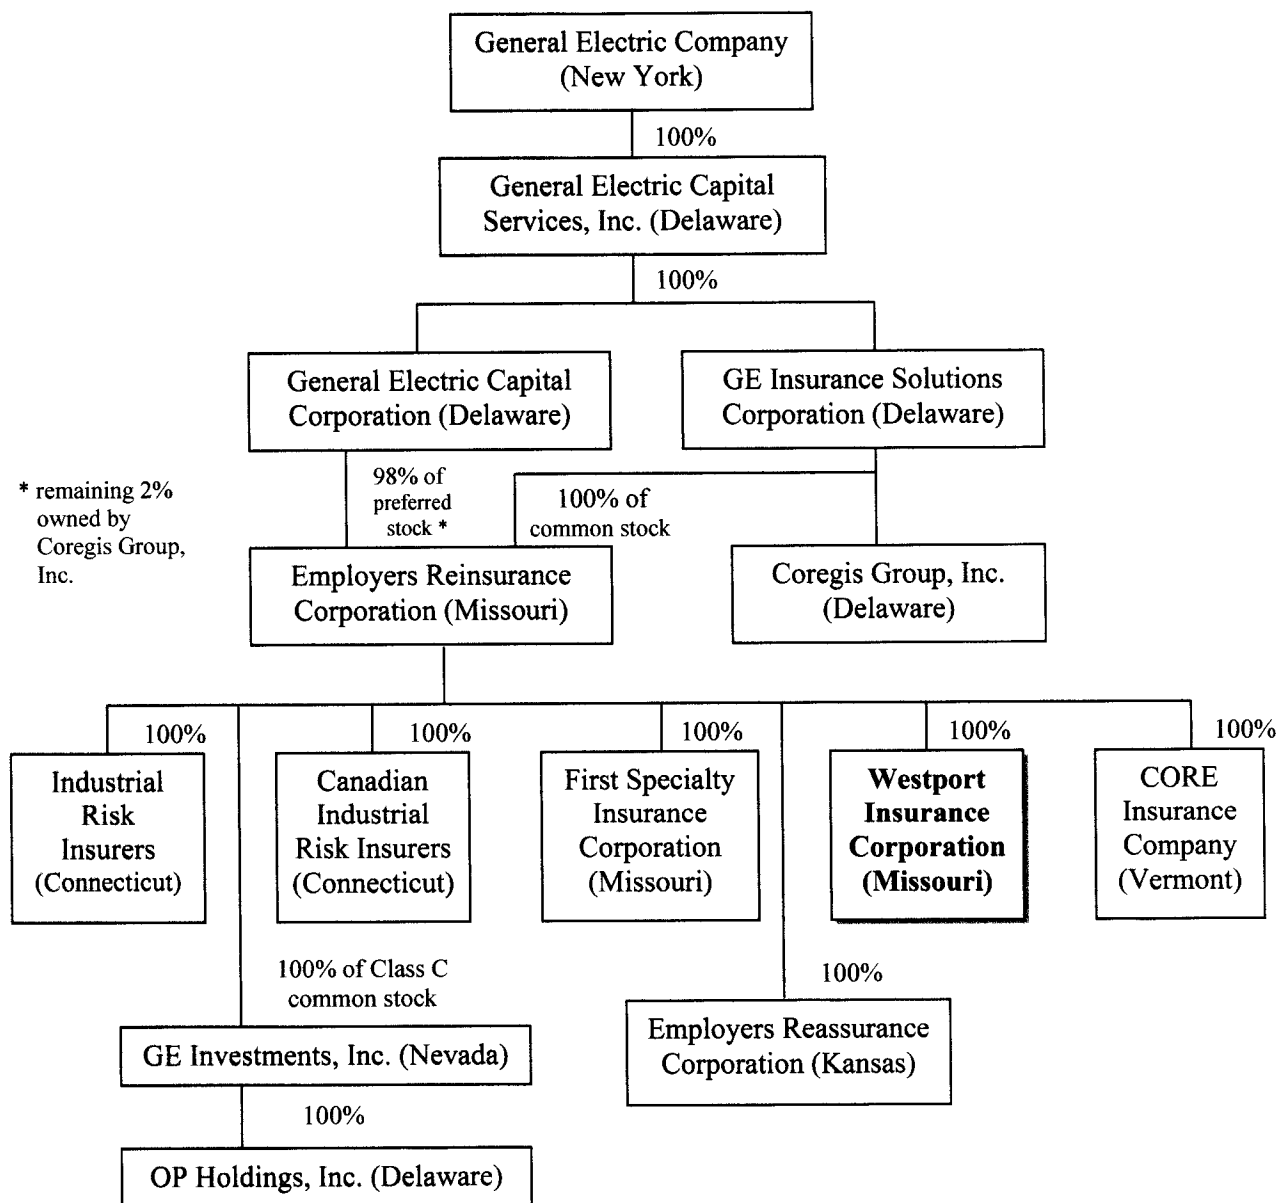 General Electric Company
(New York)
100%
General Electric Capital
Services, Inc. (Delaware)
100%
General Electric Capital
Corporation (Delaware)
GE Insurance Solutions
Corporation (Delaware)
* remaining 2%
owned by
Coregis Group,
Inc.
98% of
preferred
stock *
100% of
common stock
Employers Reinsurance
Corporation (Missouri)
Coregis Group, Inc.
(Delaware)
100%
Industrial
Risk
Insurers
(Connecticut)
100%
Canadian
Industrial
Risk Insurers
(Connecticut)
First Specialty
Insurance
Corporation
(Missouri)
100%
Westport
Insurance
Corporation
(Missouri)
100%
CORE
Insurance
Company
(Vermont)
100%
100% of Class C
common stock
GE Investments, Inc. (Nevada)
100%
OP Holdings, Inc. (Delaware)
100%
Employers Reassurance
Corporation (Kansas)